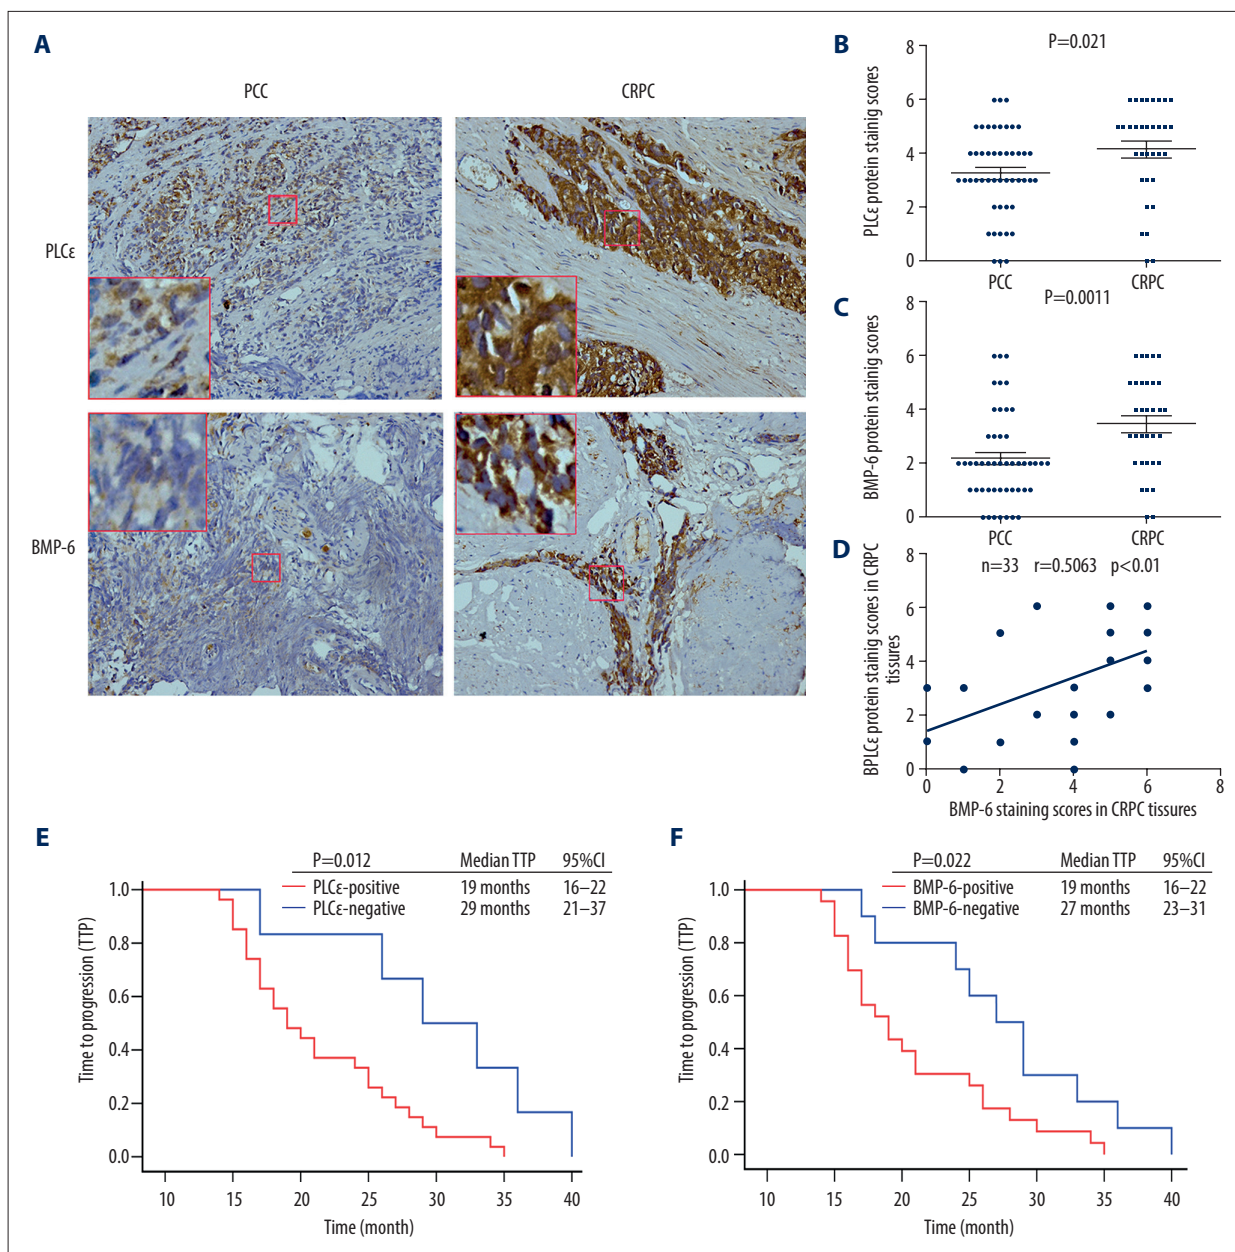 A
PCC
CRPC
PLCε
BMP-6
B
P=0.021
PLCε protein stainig scores
8
6
4
2
0
PCC
CRPC
C
P=0.0011
BMP-6 protein stainig scores
8
6
4
2
0
PCC
CRPC
D
n=33 r=0.5063 p<0.01
BPLCε protein stainig scores in CRPC
tissures
8
6
4
2
0
0 2 4 6 8
BMP-6 staining scores in CRPC tissures
E
P=0.012 Median TTP 95%CI
PLCε-positive 19 months 16–22
PLCε-negative 29 months 21–37
Time to progression (TTP)
1.0
0.8
0.6
0.4
0.2
0.0
10 15 20 25 30 35 40
Time (month)
F
P=0.022 Median TTP 95%CI
BMP-6-positive 19 months 16–22
BMP-6-negative 27 months 23–31
Time to progression (TTP)
1.0
0.8
0.6
0.4
0.2
0.0
10 15 20 25 30 35 40
Time (month)